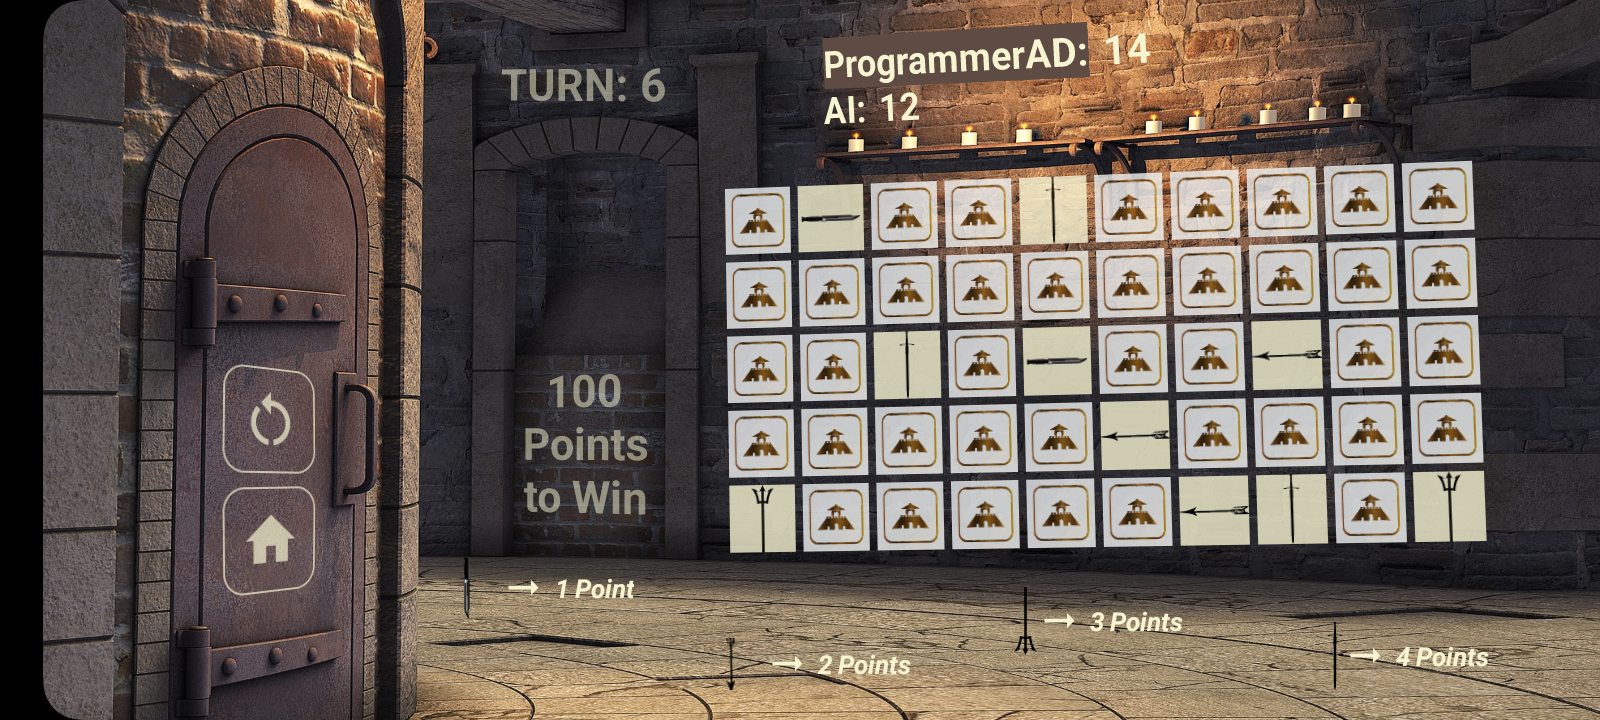 TURN: 6
ProgrammerAD: 14
AI: 12
100
Points
to Win
1 Point
2 Points
3 Points
4 Points